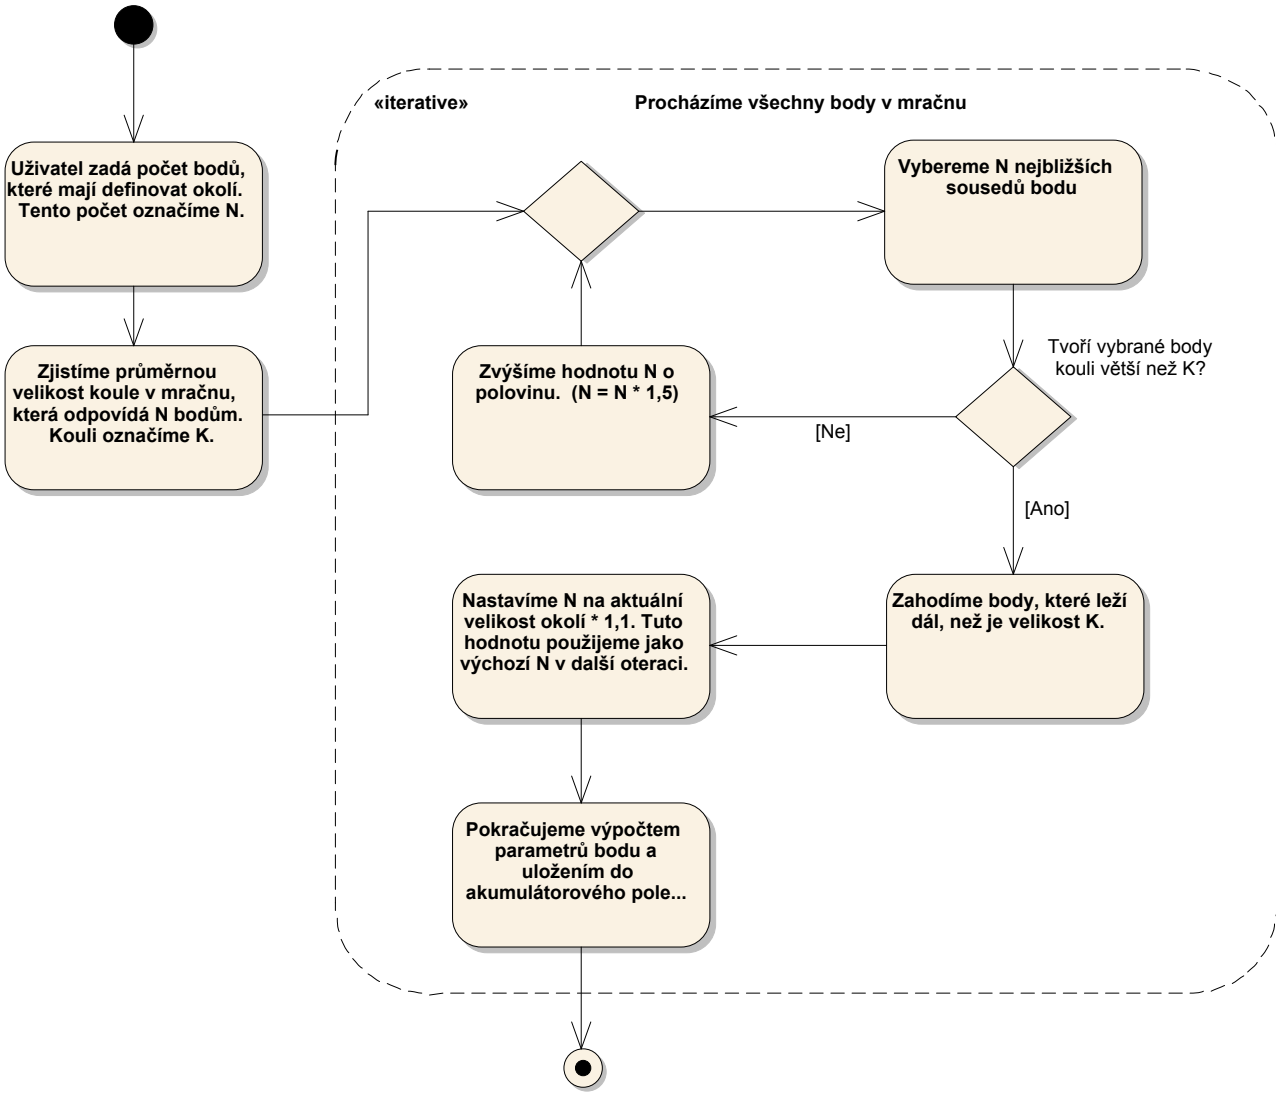 «iterative»
Procházíme všechny body v mračnu
Uživatel zadá počet bodů,
které mají definovat okolí.
Tento počet označíme N.
Vybereme N nejbližších
sousedů bodu
Zjistíme průměrnou
velikost koule v mračnu,
která odpovídá N bodům.
Kouli označíme K.
Zvýšíme hodnotu N o
polovinu. (N = N * 1,5)
Tvoří vybrané body
kouli větší než K?
[Ne]
[Ano]
Nastavíme N na aktuální
velikost okolí * 1,1. Tuto
hodnotu použijeme jako
výchozí N v další oteraci.
Zahodíme body, které leží
dál, než je velikost K.
Pokračujeme výpočtem
parametrů bodu a
uložením do
akumulátorového pole...